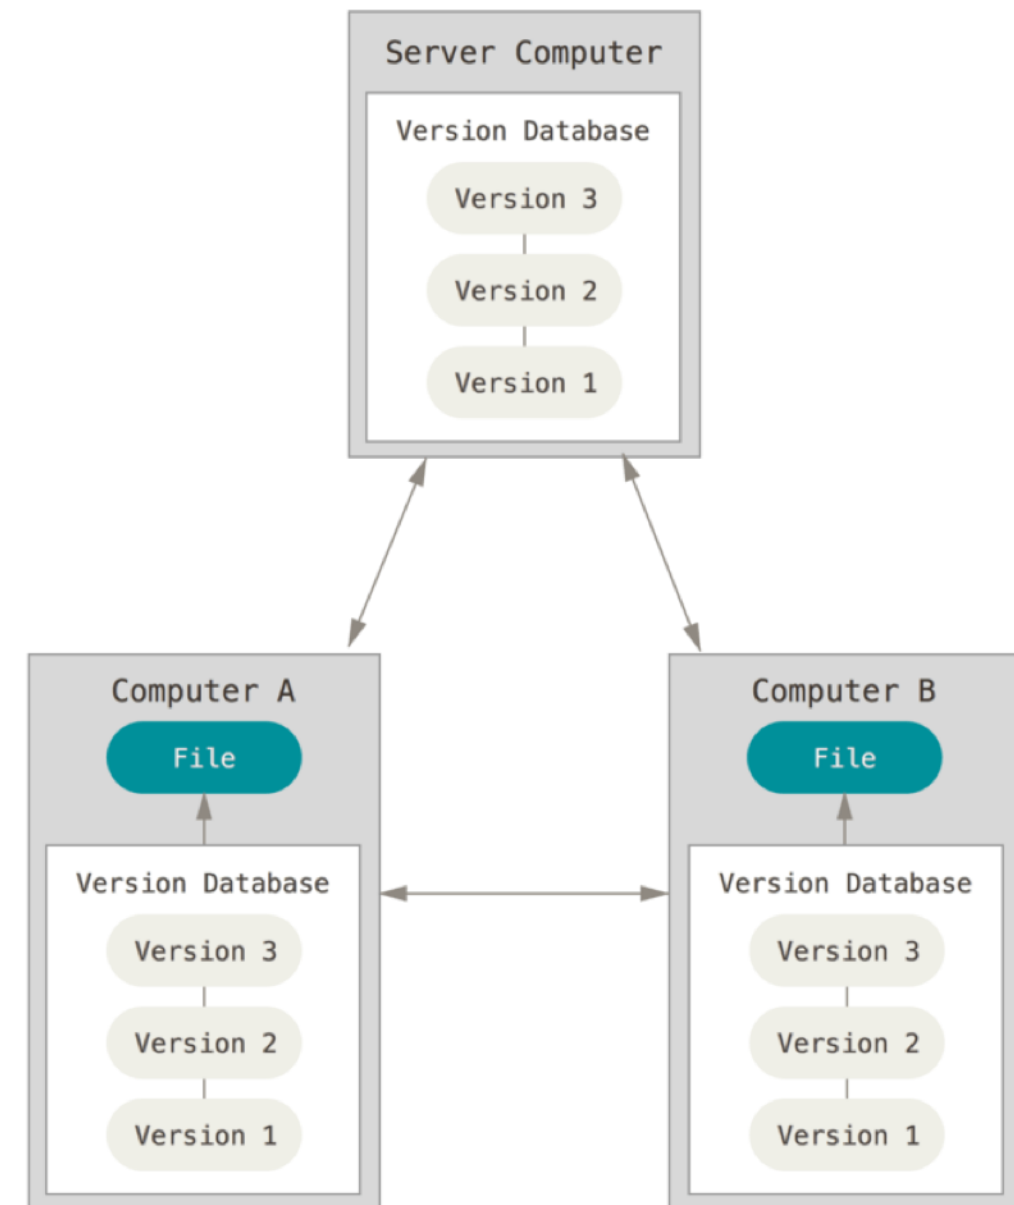 Server Computer
Version Database
Version 3
Version 2
Version 1
Computer A
File
Version Database
Version 3
Version 2
Version 1
Computer B
File
Version Database
Version 3
Version 2
Version 1